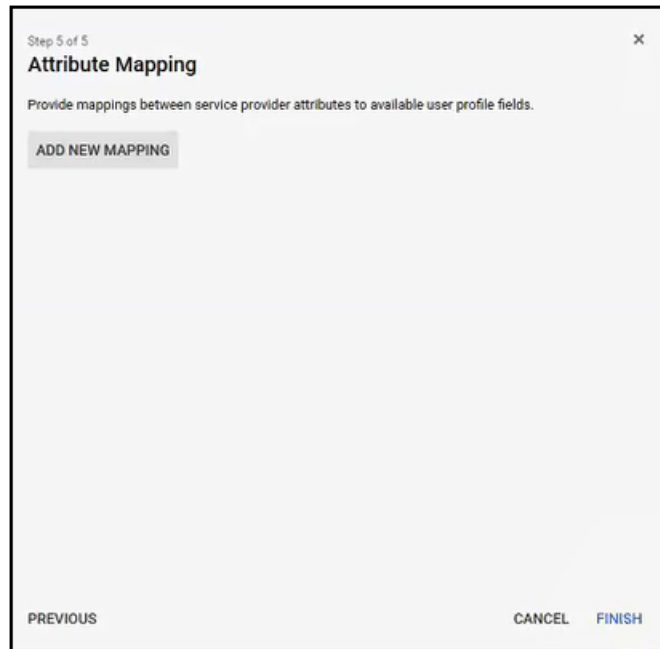 Step 5 of 5
Attribute Mapping
Provide mappings between service provider attributes to available user profile fields.
ADD NEW MAPPING
PREVIOUS CANCEL FINISH